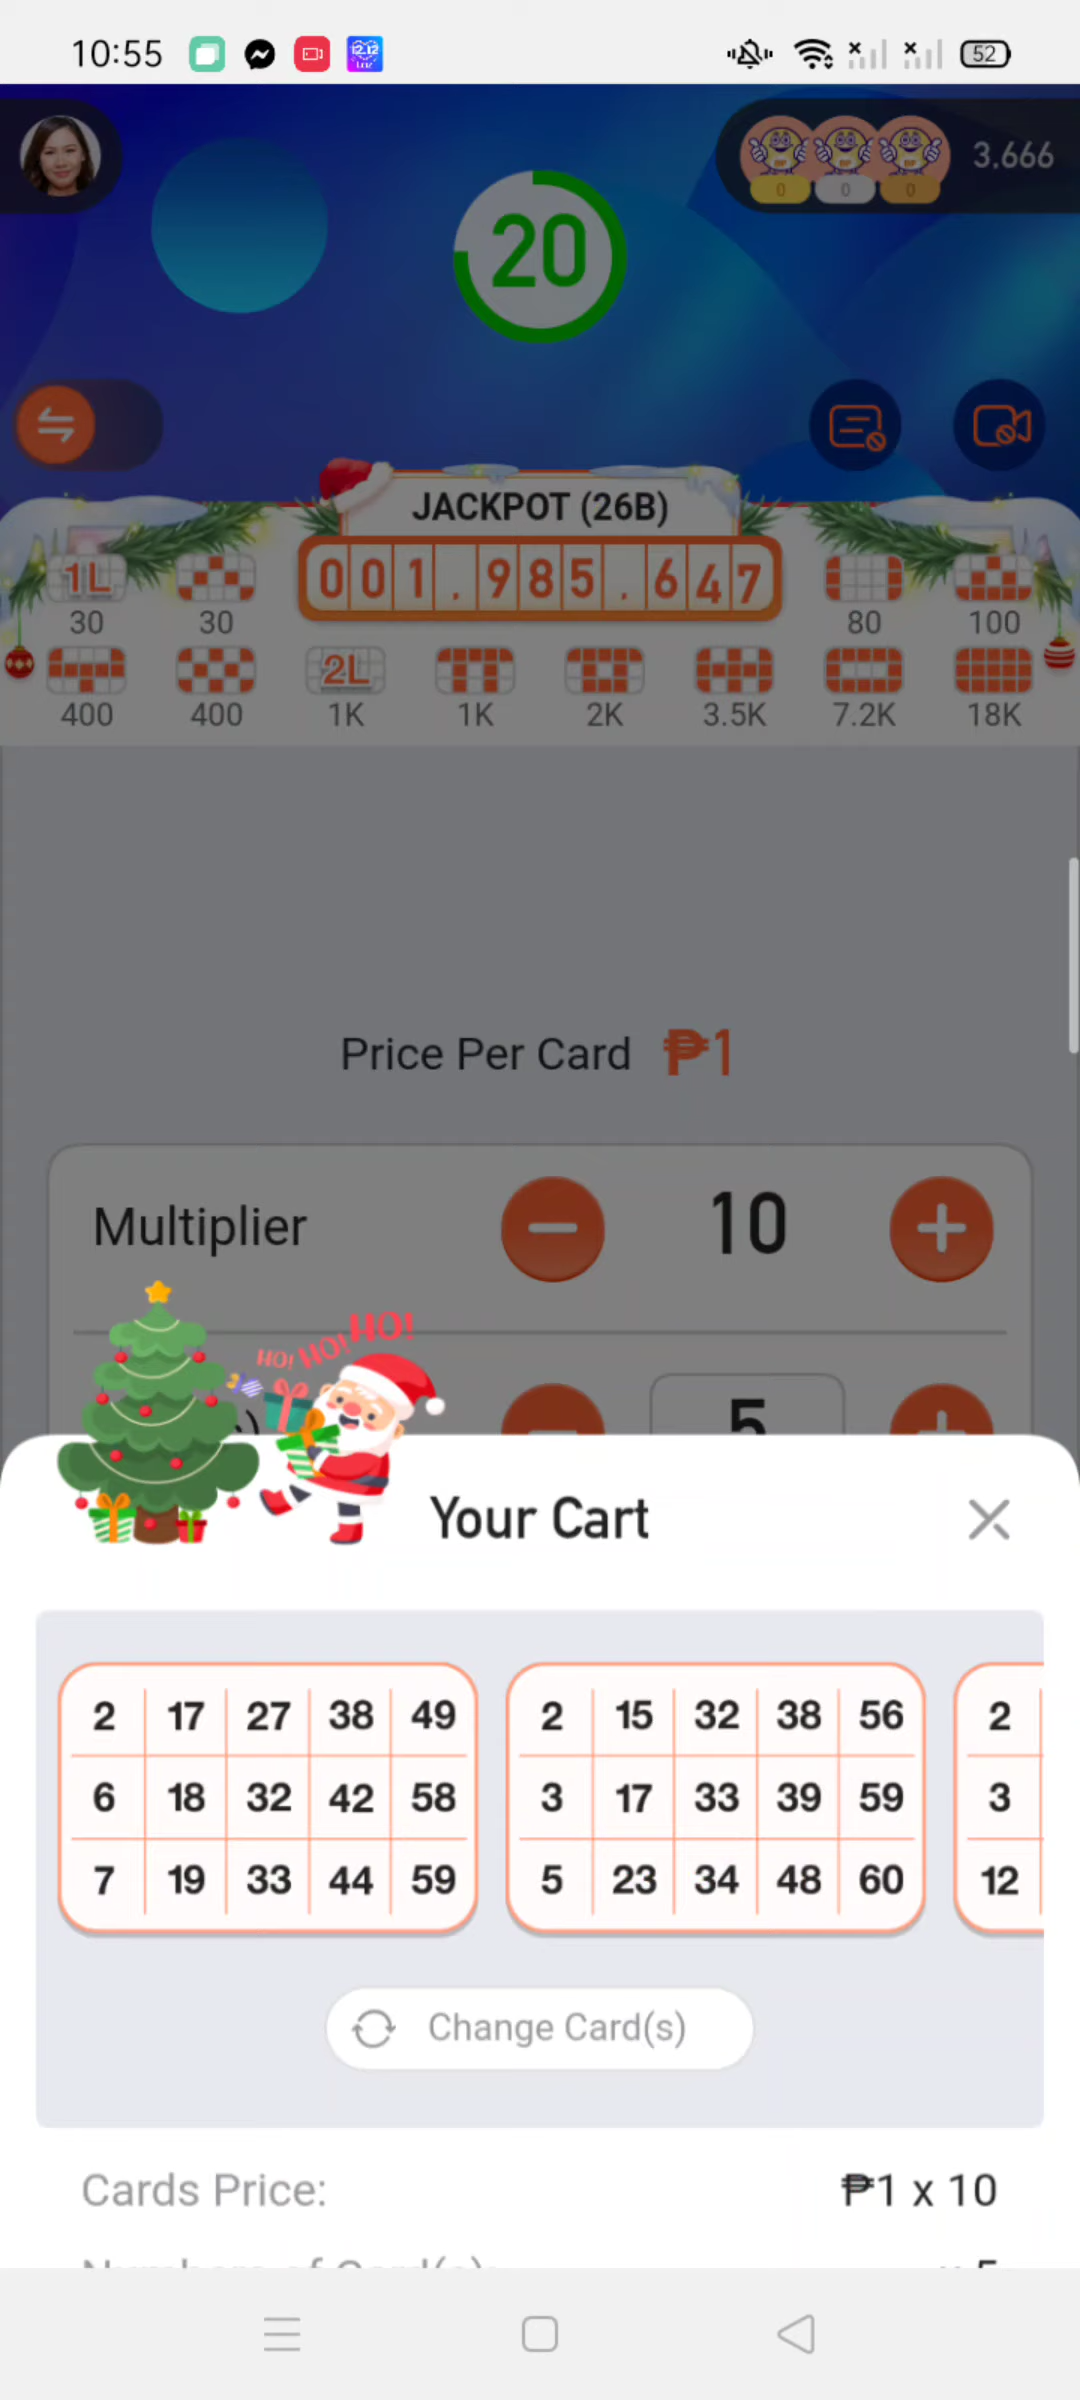 10:55
12.12
52
3,666
0 0 0
20
JACKPOT (26B)
001.985.647
1L
30 30 80 100
2L
400 400 1K 1K 2K 3.5K 7.2K 18K
Price Per Card ₱1
Multiplier 10
HO! HO! HO!
5
Your Cart
2 17 27 38 49
6 18 32 42 58
7 19 33 44 59
2 15 32 38 56
3 17 33 39 59
5 23 34 48 60
2
3
12
Change Card(s)
Cards Price: ₱1 x 10